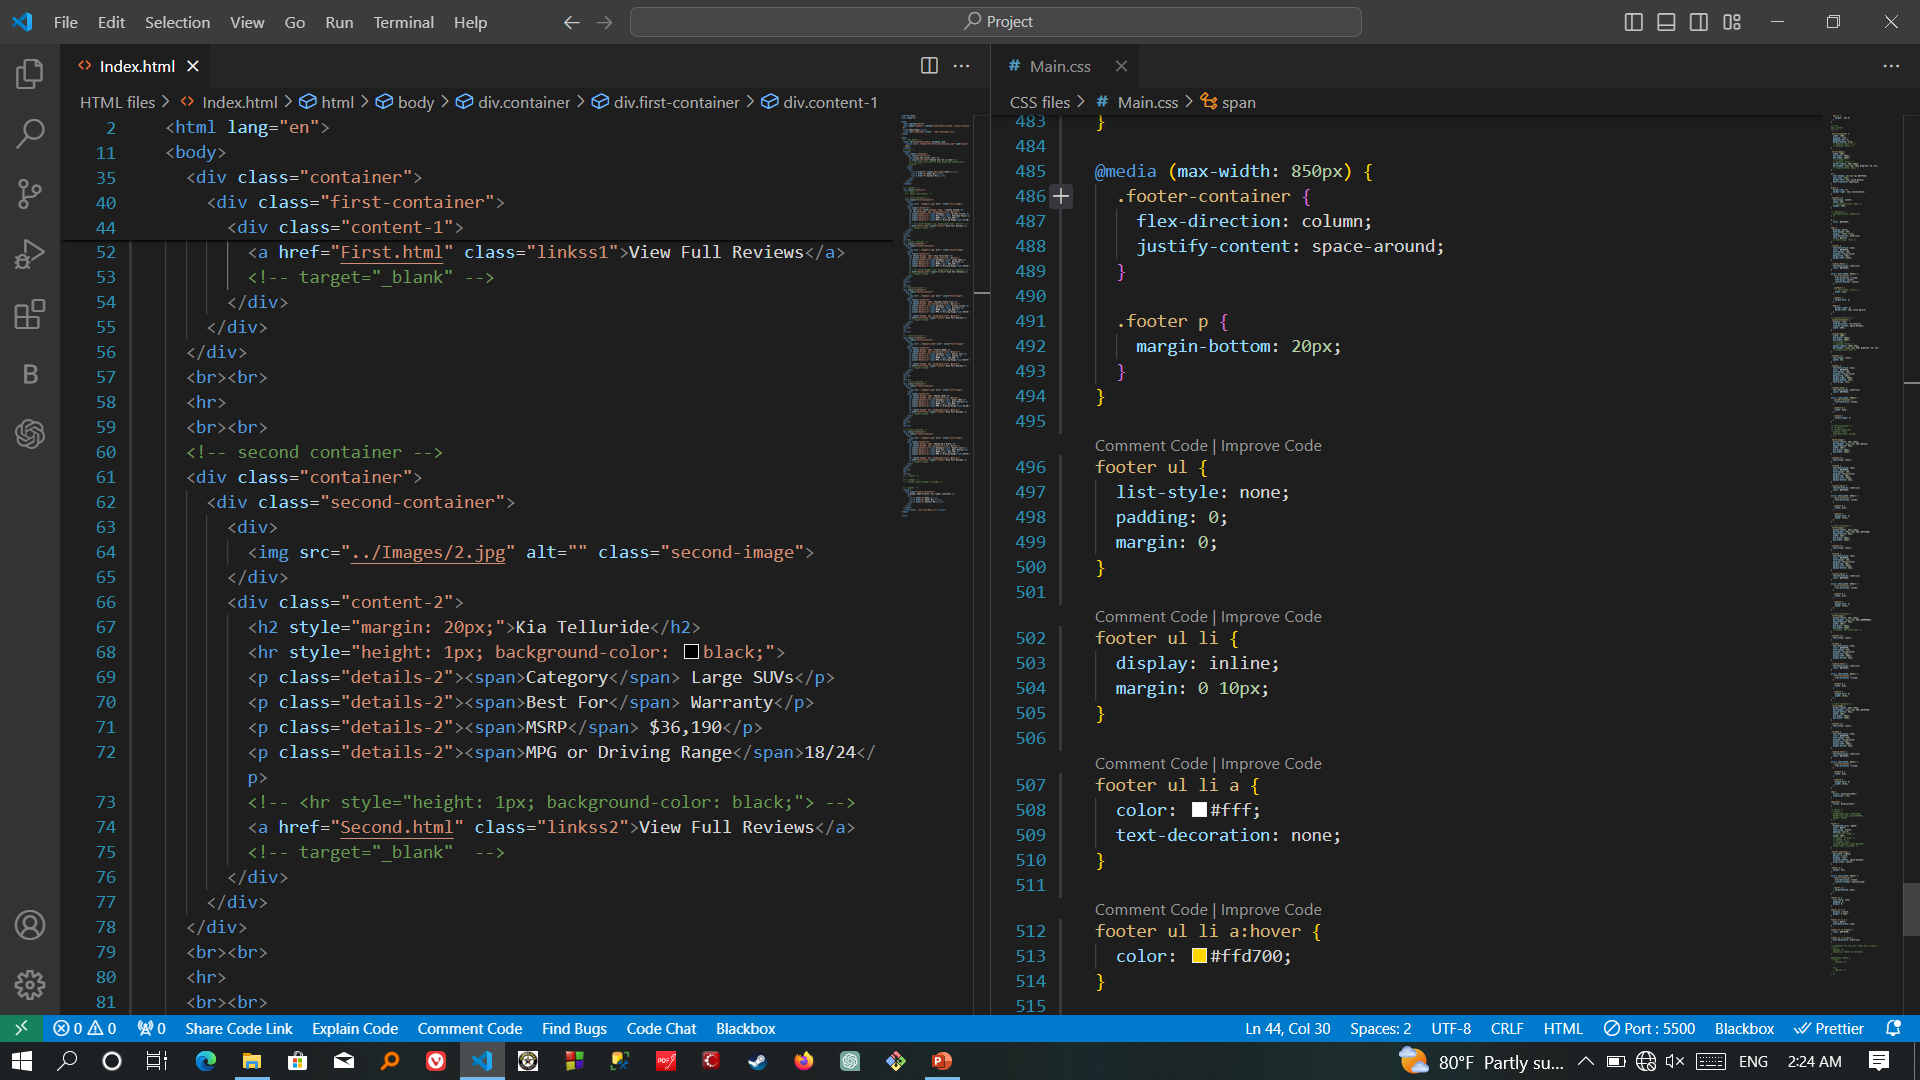 File Edit Selection View Go Run Terminal Help
Project
Index.html
HTML files > Index.html > html > body > div.container > div.first-container > div.content-1
2 <html lang="en">
11 <body>
35 <div class="container">
40 <div class="first-container">
44 <div class="content-1">
52 <a href="First.html" class="linkss1">View Full Reviews</a>
53 <!-- target="_blank" -->
54 </div>
55 </div>
56 </div>
57 <br><br>
58 <hr>
59 <br><br>
60 <!-- second container -->
61 <div class="container">
62 <div class="second-container">
63 <div>
64 <img src="../Images/2.jpg" alt="" class="second-image">
65 </div>
66 <div class="content-2">
67 <h2 style="margin: 20px;">Kia Telluride</h2>
68 <hr style="height: 1px; background-color: black;">
69 <p class="details-2"><span>Category</span> Large SUVs</p>
70 <p class="details-2"><span>Best For</span> Warranty</p>
71 <p class="details-2"><span>MSRP</span> $36,190</p>
72 <p class="details-2"><span>MPG or Driving Range</span>18/24</
p>
73 <!-- <hr style="height: 1px; background-color: black;"> -->
74 <a href="Second.html" class="linkss2">View Full Reviews</a>
75 <!-- target="_blank"  -->
76 </div>
77 </div>
78 </div>
79 <br><br>
80 <hr>
81 <br><br>
# Main.css
CSS files > # Main.css > span
483 }
484
485 @media (max-width: 850px) {
486 .footer-container {
487 flex-direction: column;
488 justify-content: space-around;
489 }
490
491 .footer p {
492 margin-bottom: 20px;
493 }
494 }
495
Comment Code | Improve Code
496 footer ul {
497 list-style: none;
498 padding: 0;
499 margin: 0;
500 }
501
Comment Code | Improve Code
502 footer ul li {
503 display: inline;
504 margin: 0 10px;
505 }
506
Comment Code | Improve Code
507 footer ul li a {
508 color: #fff;
509 text-decoration: none;
510 }
511
Comment Code | Improve Code
512 footer ul li a:hover {
513 color: #ffd700;
514 }
515
0 0 0 Share Code Link Explain Code Comment Code Find Bugs Code Chat Blackbox
Ln 44, Col 30 Spaces: 2 UTF-8 CRLF HTML Port : 5500 Blackbox Prettier
80°F Partly su... ENG 2:24 AM